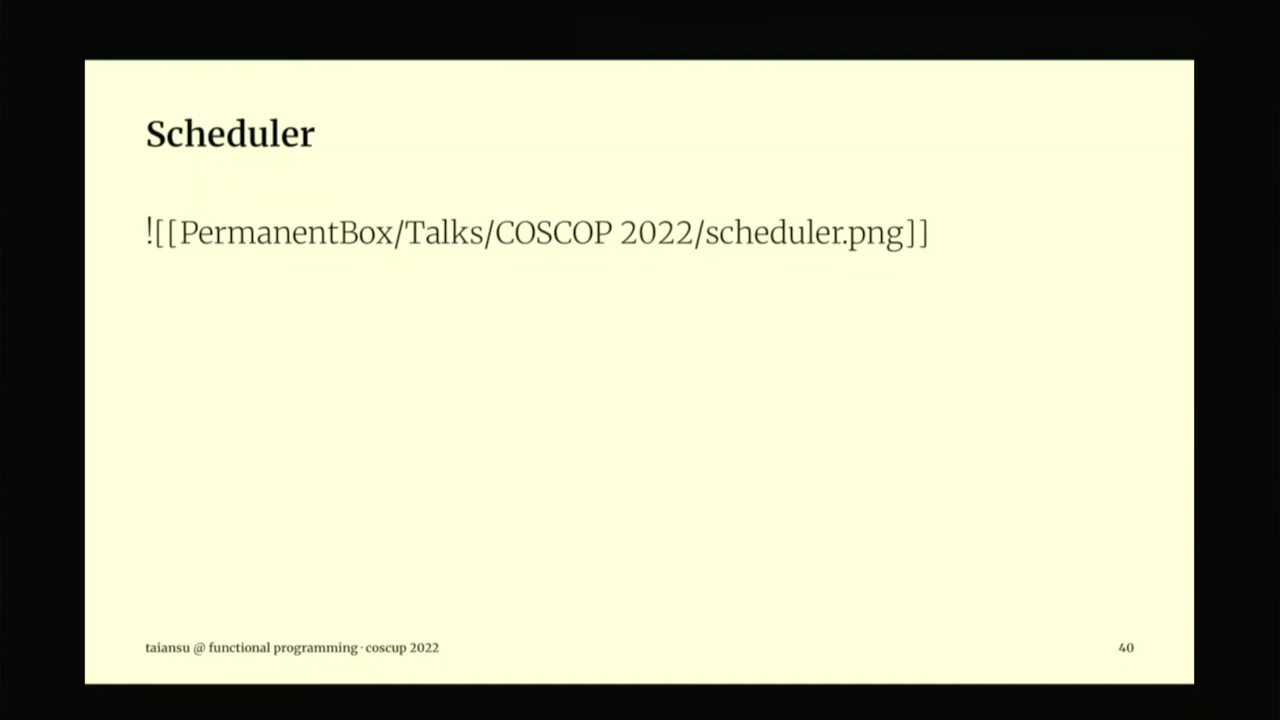 Scheduler
![[PermanentBox/Talks/COSCOP 2022/scheduler.png]]
taiansu @ functional programming · coscup 2022
40